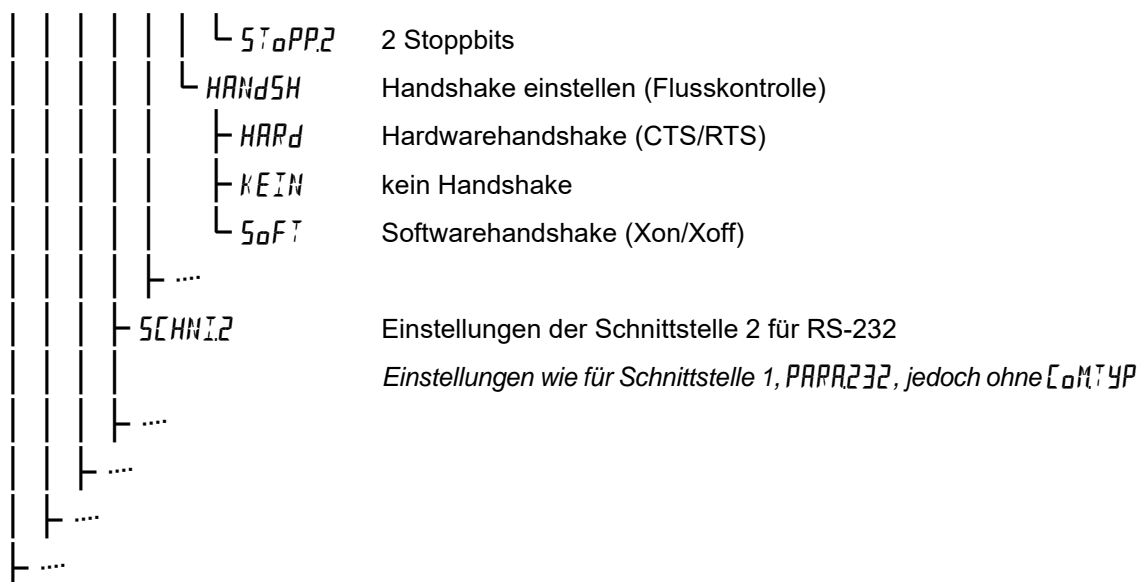 SToPP.2 2 Stoppbits
HANdSH Handshake einstellen (Flusskontrolle)
HARd Hardwarehandshake (CTS/RTS)
KEIN kein Handshake
SoFT Softwarehandshake (Xon/Xoff)
.....
SCHNI.2 Einstellungen der Schnittstelle 2 für RS-232
Einstellungen wie für Schnittstelle 1, PARA.232, jedoch ohne CoM.TYP
.....
.....
.....
.....